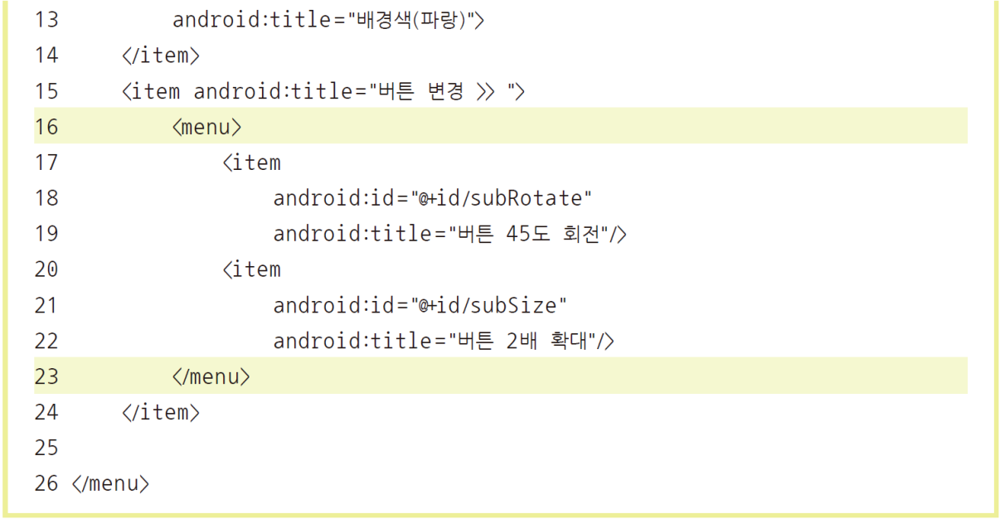 13         android:title="배경색(파랑)">
14     </item>
15     <item android:title="버튼 변경 >> ">
16         <menu>
17             <item
18                 android:id="@+id/subRotate"
19                 android:title="버튼 45도 회전"/>
20             <item
21                 android:id="@+id/subSize"
22                 android:title="버튼 2배 확대"/>
23         </menu>
24     </item>
25
26 </menu>